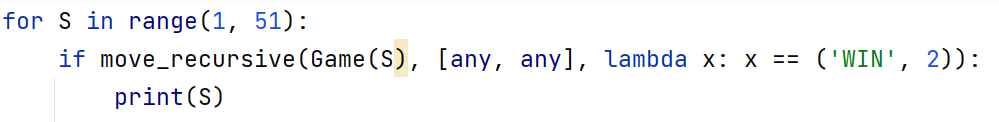 for S in range(1, 51):
    if move_recursive(Game(S), [any, any], lambda x: x == ('WIN', 2)):
        print(S)